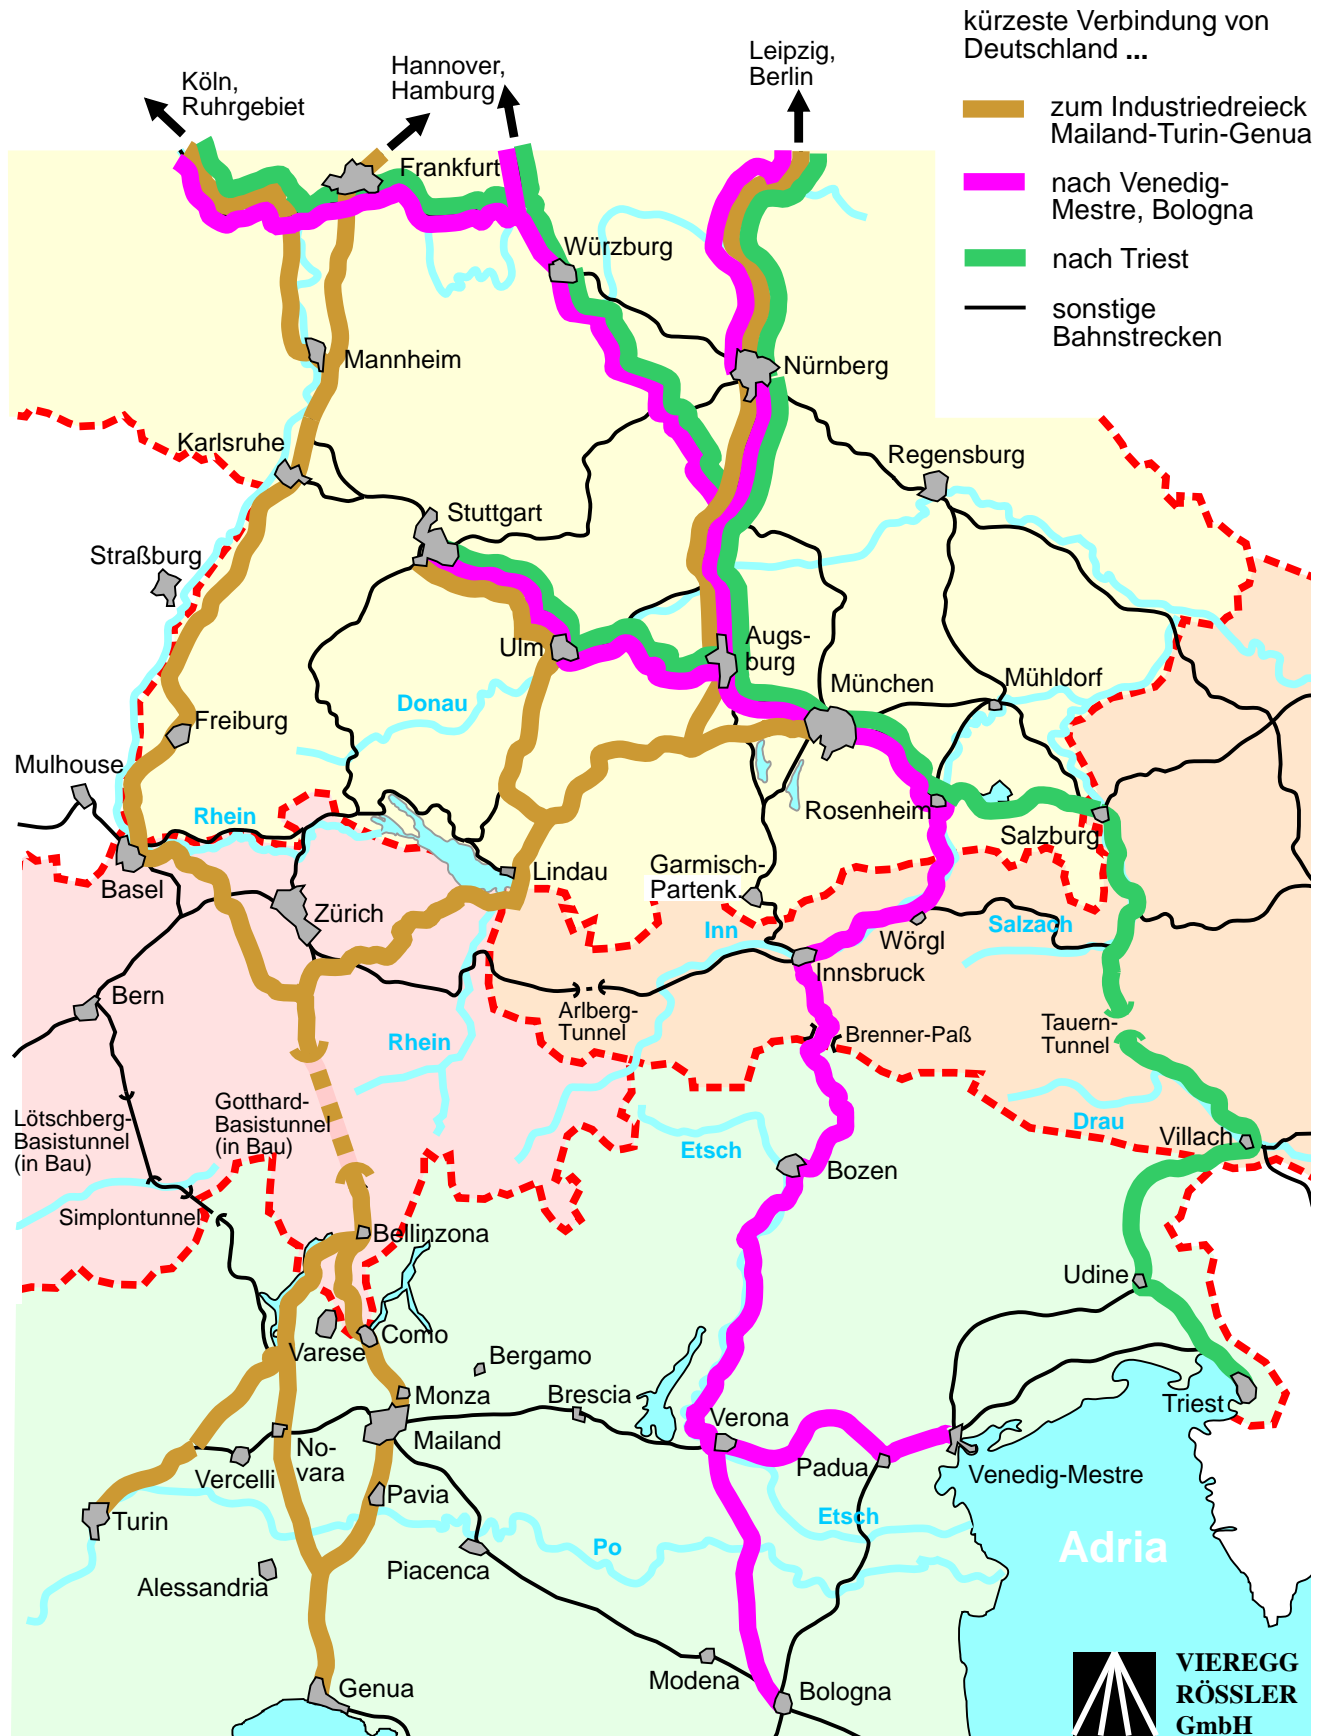 kürzeste Verbindung von
Deutschland ...
zum Industriedreieck
Mailand-Turin-Genua
nach Venedig-
Mestre, Bologna
nach Triest
sonstige
Bahnstrecken
Köln,
Ruhrgebiet
Hannover,
Hamburg
Leipzig,
Berlin
Frankfurt
Würzburg
Mannheim
Nürnberg
Karlsruhe
Regensburg
Stuttgart
Straßburg
Ulm
Augs-
burg
Mühldorf
München
Donau
Freiburg
Mulhouse
Rhein
Rosenheim
Salzburg
Basel
Zürich
Lindau
Garmisch-
Partenk.
Inn
Wörgl
Salzach
Innsbruck
Bern
Arlberg-
Tunnel
Rhein
Brenner-Paß
Tauern-
Tunnel
Lötschberg-
Basistunnel
(in Bau)
Gotthard-
Basistunnel
(in Bau)
Etsch
Drau
Villach
Bozen
Simplontunnel
Bellinzona
Udine
Varese
Como
Bergamo
Monza
Brescia
Triest
Mailand
Verona
No-
vara
Vercelli
Padua
Venedig-Mestre
Pavia
Turin
Etsch
Po
Adria
Piacenca
Alessandria
Modena
Genua
Bologna
VIEREGG
RÖSSLER
GmbH